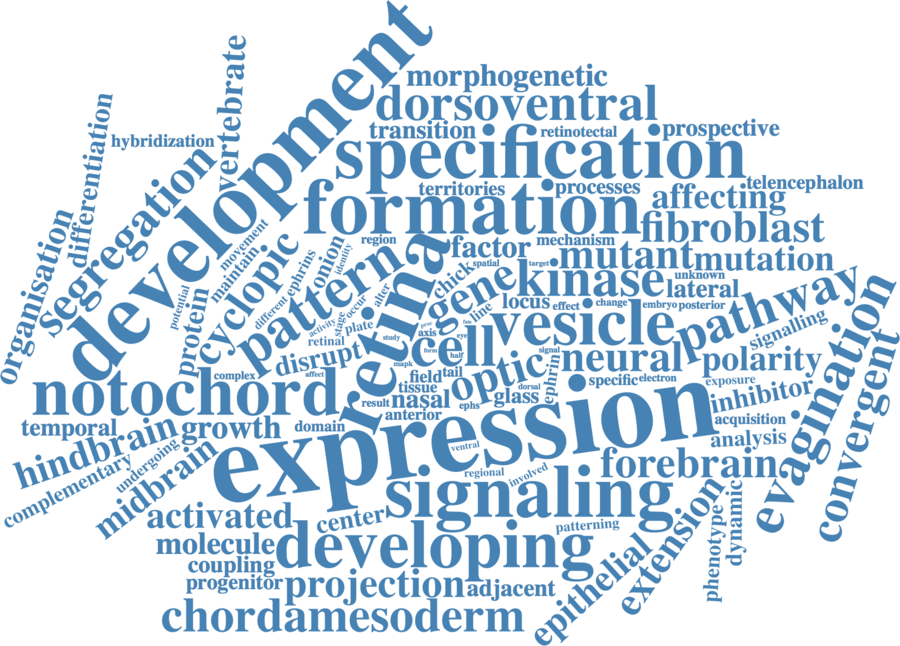 development
morphogenetic
vertebrate
dorsoventral
differentiation
transition
retinotectal
prospective
hybridization
specification
segregation
territories
processes
telencephalon
formation
affecting
organisation
movement
maintain
fibroblast
region
factor
mechanism
cyclopic
union
identity
mutant
mutation
different
ephrins
pattern
retina
chick
spatial
target
gene
kinase
unknown
lateral
potential
protein
occur
alter
line
locus
effect
change
embryo
posterior
pathway
activity
stage
plate
axis
eye
fate
vesicle
signalling
disrupt
retinal
study
cell
form
half
signal
neural
polarity
evagination
convergent
complex
affect
mapk
field
tail
optic
ephrin
specific
electron
exposure
notochord
tissue
dorsal
result
nasal
ephs
glass
inhibitor
temporal
anterior
expression
acquisition
hindbrain
growth
domain
analysis
complementary
undergoing
midbrain
ventral
regional
involved
forebrain
signaling
activated
center
patterning
extension
phenotype
dynamic
molecule
developing
epithelial
coupling
progenitor
projection
adjacent
chordamesoderm